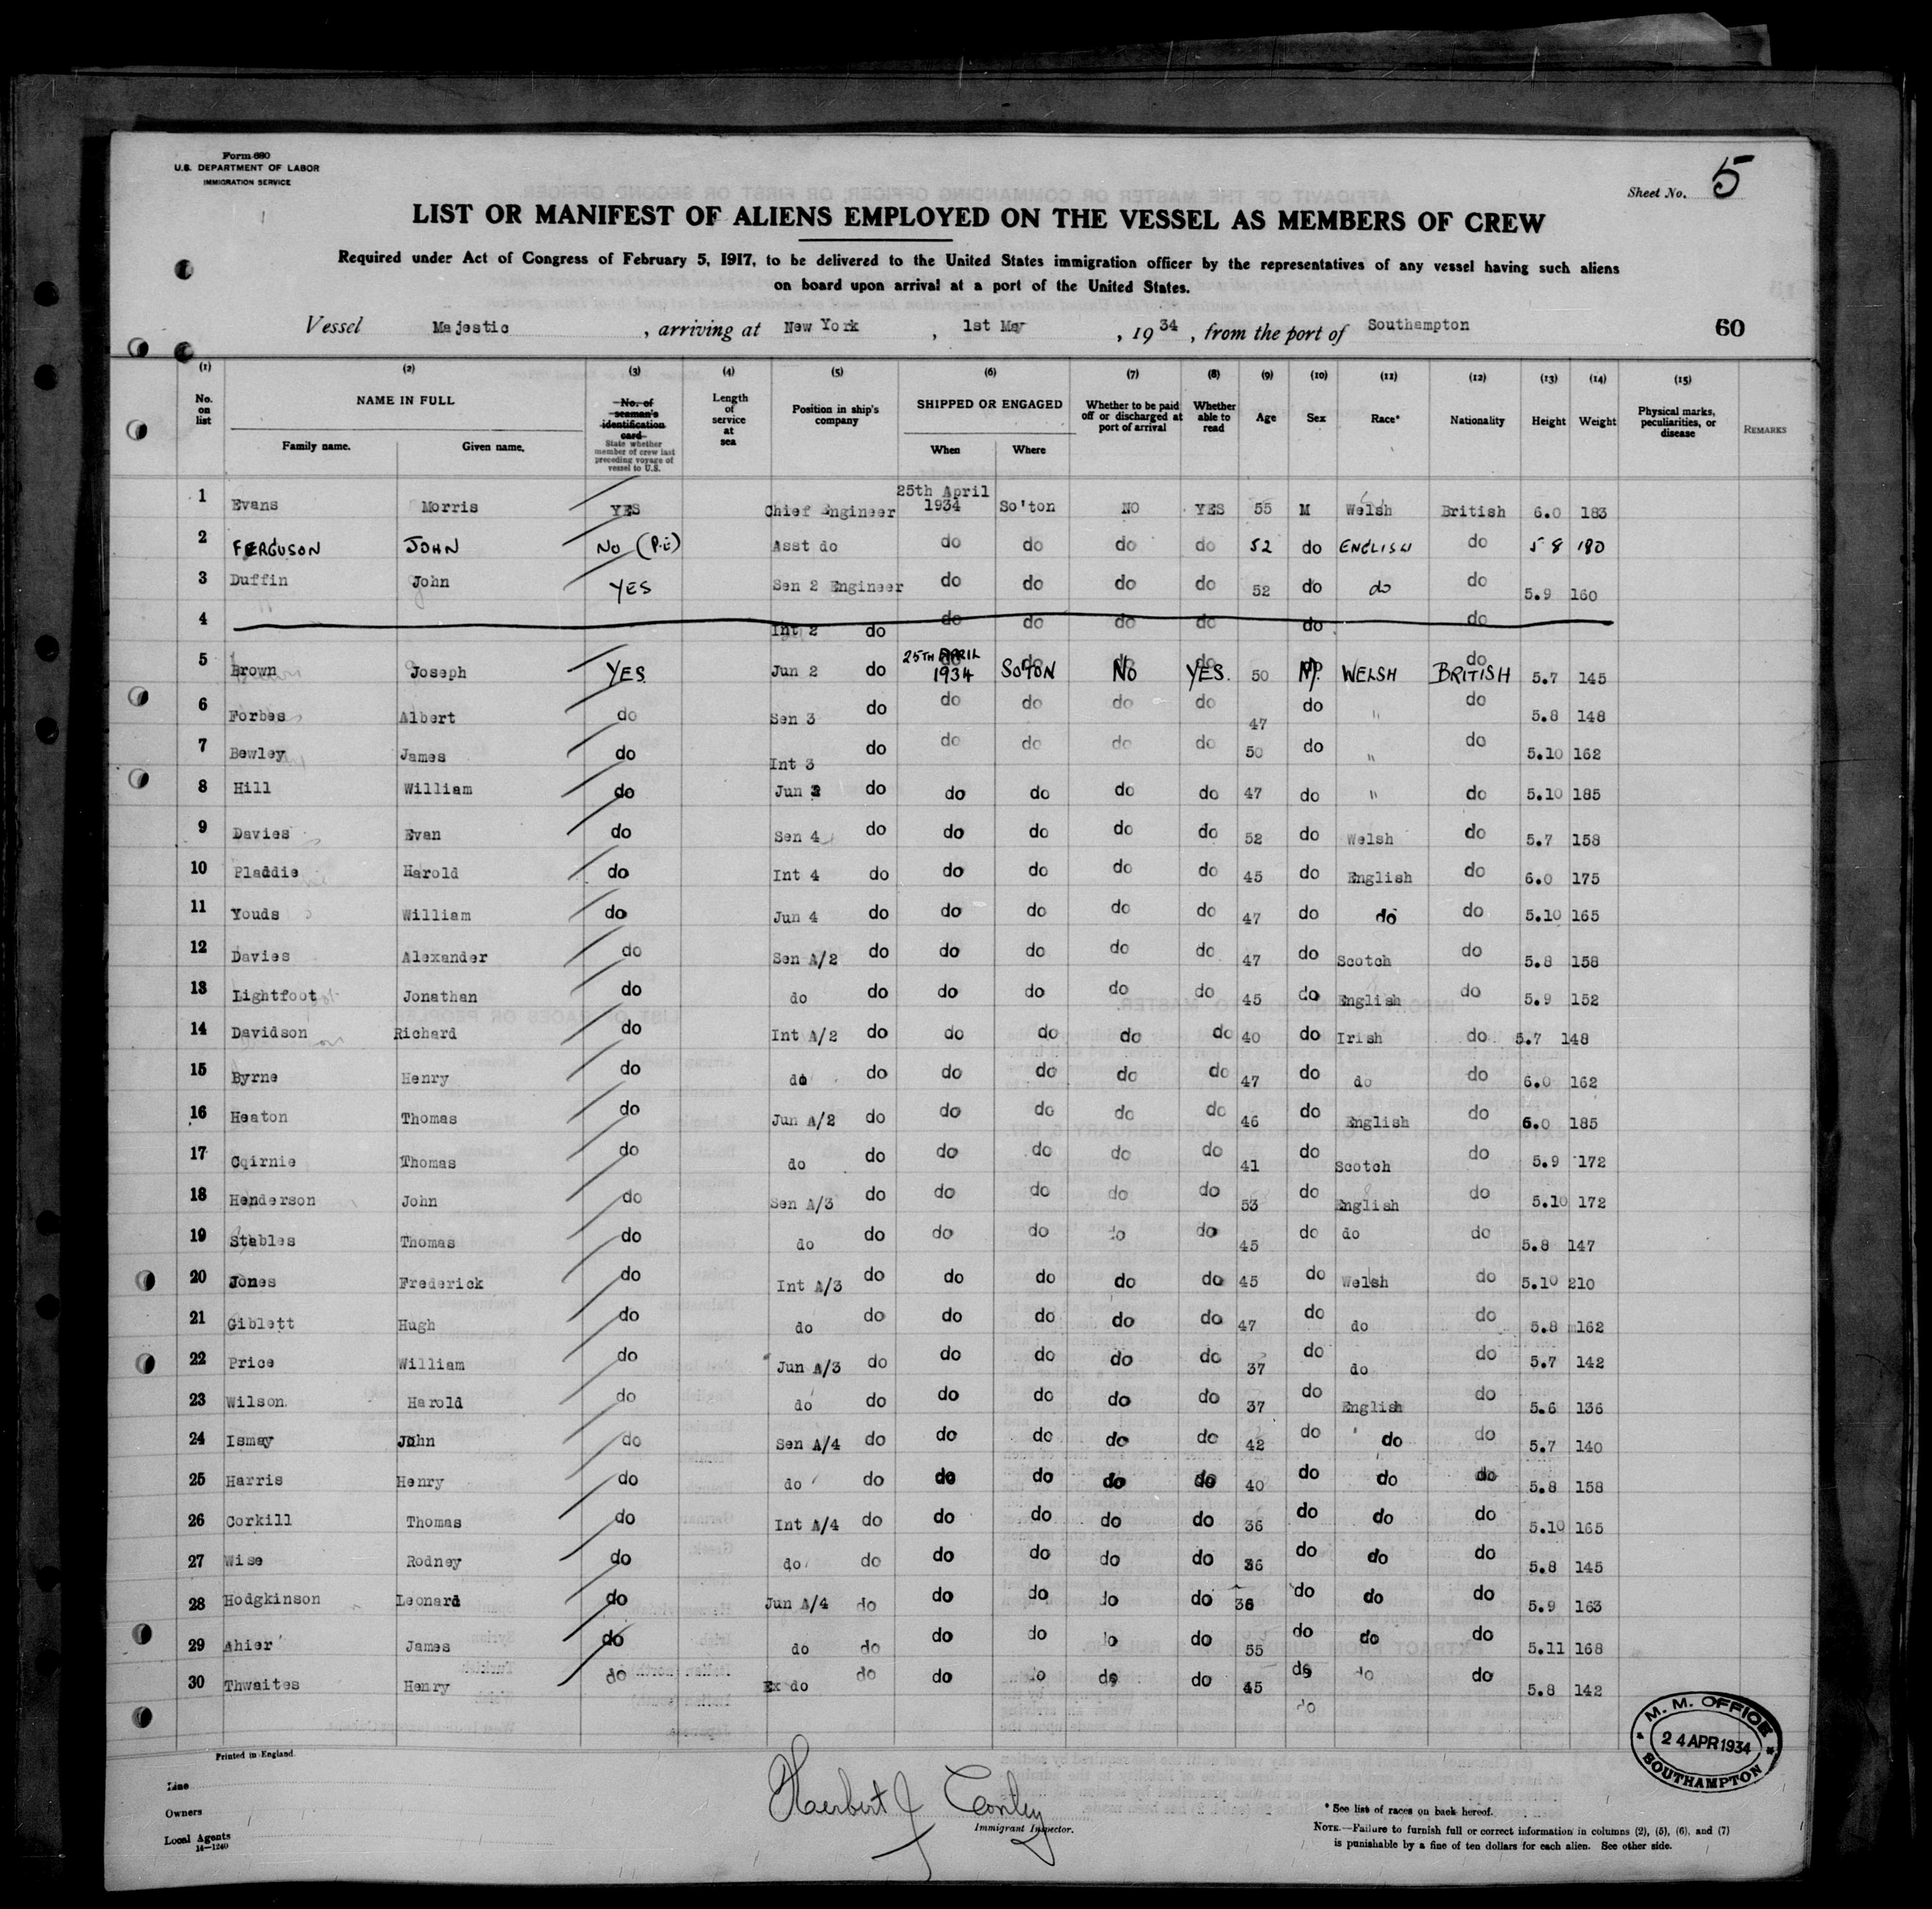 Form 680
U.S. DEPARTMENT OF LABOR
IMMIGRATION SERVICE
Sheet No. 5
LIST OR MANIFEST OF ALIENS EMPLOYED ON THE VESSEL AS MEMBERS OF CREW
Required under Act of Congress of February 5, 1917, to be delivered to the United States immigration officer by the representatives of any vessel having such aliens
on board upon arrival at a port of the United States.
Vessel Majestic, arriving at New York, 1st May, 1934, from the port of Southampton 60
(1) (2) (3) (4) (5) (6) (7) (8) (9) (10) (11) (12) (13) (14) (15)
No. on list NAME IN FULL Family name. Given name. No. of seaman's identification card State whether member of crew last preceding voyage of vessel to U.S. Length of service at sea Position in ship's company SHIPPED OR ENGAGED When Where Whether to be paid off or discharged at port of arrival Whether able to read Age Sex Race* Nationality Height Weight Physical marks, peculiarities, or disease REMARKS
1 Evans Morris YES Chief Engineer 25th April 1934 So'ton NO YES 55 M Welsh British 6.0 183
2 FERGUSON JOHN NO (P.i) Asst do do do do do 52 do ENGLISH do 5 8 180
3 Duffin John YES Sen 2 Engineer do do do do 52 do do do 5.9 160
4 Int 2 do do do do do do do
5 Brown Joseph YES Jun 2 do 25TH APRIL 1934 SOTON NO YES. 50 M. WELSH BRITISH 5.7 145
6 Forbes Albert do Sen 3 do do do do do 47 do " do 5.8 148
7 Bewley James do Int 3 do do do do do 50 do " do 5.10 162
8 Hill William do Jun 3 do do do do do 47 do " do 5.10 185
9 Davies Evan do Sen 4 do do do do do 52 do Welsh do 5.7 158
10 Pladdie Harold do Int 4 do do do do do 45 do English do 6.0 175
11 Youds William do Jun 4 do do do do do 47 do do do 5.10 165
12 Davies Alexander do Sen A/2 do do do do do 47 do Scotch do 5.8 158
13 Lightfoot Jonathan do do do do do do do 45 do English do 5.9 152
14 Davidson Richard do Int A/2 do do do do do 40 do Irish do 5.7 148
15 Byrne Henry do do do do do do do 47 do do do 6.0 162
16 Heaton Thomas do Jun A/2 do do do do do 46 do English do 6.0 185
17 Cqirnie Thomas do do do do do do do 41 do Scotch do 5.9 172
18 Henderson John do Sen A/3 do do do do do 53 do English do 5.10 172
19 Stables Thomas do do do do do do do 45 do do do 5.8 147
20 Jones Frederick do Int A/3 do do do do do 45 do Welsh do 5.10 210
21 Giblett Hugh do do do do do do do 47 do do do 5.8 162
22 Price William do Jun A/3 do do do do do 37 do do do 5.7 142
23 Wilson Harold do do do do do do do 37 do English do 5.6 136
24 Ismay John do Sen A/4 do do do do do 42 do do do 5.7 140
25 Harris Henry do do do do do do do 40 do do do 5.8 158
26 Corkill Thomas do Int A/4 do do do do do 36 do do do 5.10 165
27 Wise Rodney do do do do do do do 36 do do do 5.8 145
28 Hodgkinson Leonard do Jun A/4 do do do do do 36 do do do 5.9 163
29 Ahier James do do do do do do do 55 do do do 5.11 168
30 Thwaites Henry do Ex do do do do do do 45 do do do 5.8 142
do
Printed in England.
Line
Owners
Local Agents
14—1240
Herbert J Conley
Immigrant Inspector.
M. M. OFFICE
24 APR 1934
SOUTHAMPTON
* See list of races on back hereof.
NOTE.—Failure to furnish full or correct information in columns (2), (5), (6), and (7)
is punishable by a fine of ten dollars for each alien. See other side.